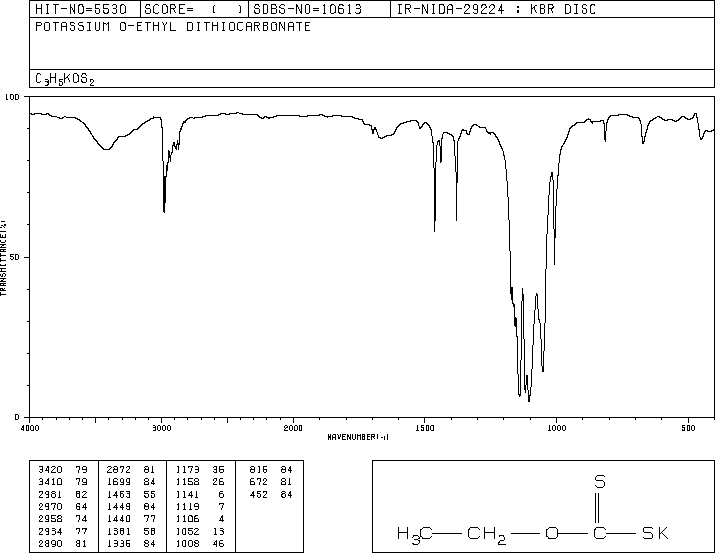 HIT-NO=5530 SCORE= ( ) SDBS-NO=10613 IR-NIDA-29224 : KBR DISC
POTASSIUM O-ETHYL DITHIOCARBONATE
C3H5KOS2
100
50
0
TRANSMITTANCE(%)
4000 3000 2000 1500 1000 500
WAVENUMBER(-1)
3420 79 2872 81 1173 36 816 84
3410 79 1699 84 1158 26 672 81
2981 62 1463 55 1141 6 452 84
2970 64 1449 84 1119 7
2958 74 1440 77 1106 4
2934 77 1381 58 1052 13
2890 81 1336 84 1008 46
S
H3C CH2 O C SK